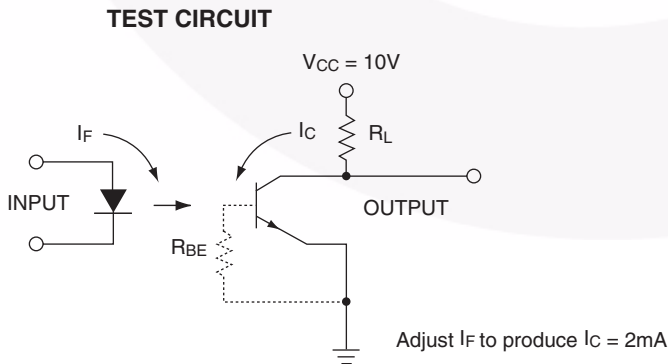 TEST CIRCUIT
VCC = 10V
IF
IC
RL
INPUT
OUTPUT
RBE
Adjust IF to produce IC = 2mA